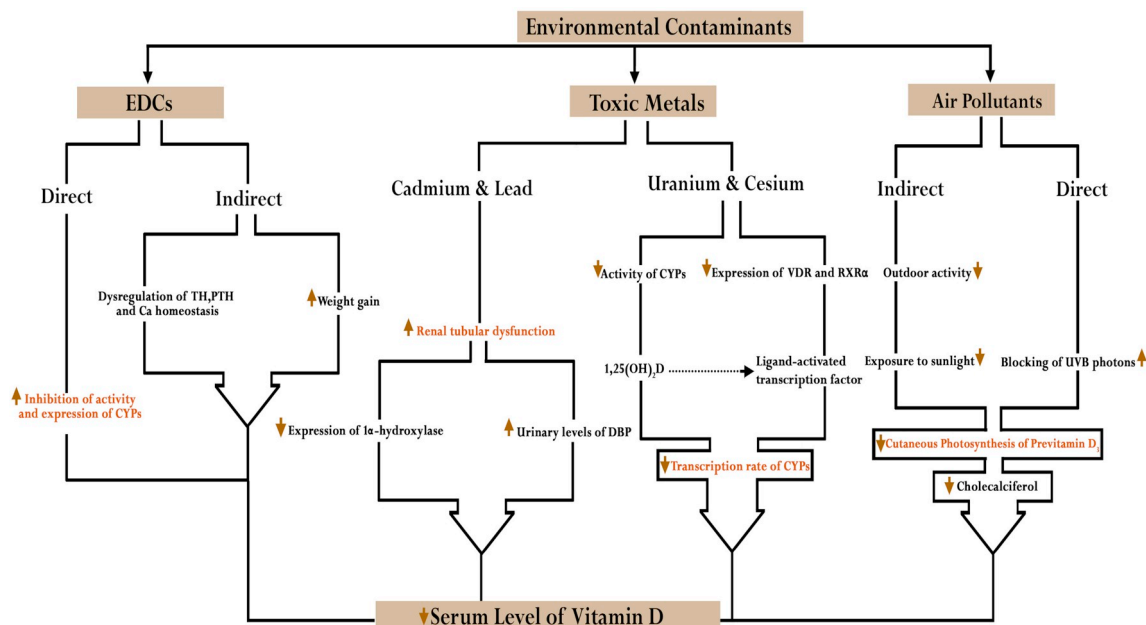 Environmental Contaminants
EDCs
Toxic Metals
Air Pollutants
Direct
Indirect
Cadmium & Lead
Uranium & Cesium
Indirect
Direct
Dysregulation of TH,PTH
and Ca homeostasis
Weight gain
Inhibition of activity
and expression of CYPs
Renal tubular dysfunction
Expression of 1α-hydroxylase
Urinary levels of DBP
Activity of CYPs
Expression of VDR and RXRα
1,25(OH)₂D
Ligand-activated
transcription factor
Transcription rate of CYPs
Outdoor activity
Exposure to sunlight
Blocking of UVB photons
Cutaneous Photosynthesis of Previtamin D₃
Cholecalciferol
Serum Level of Vitamin D